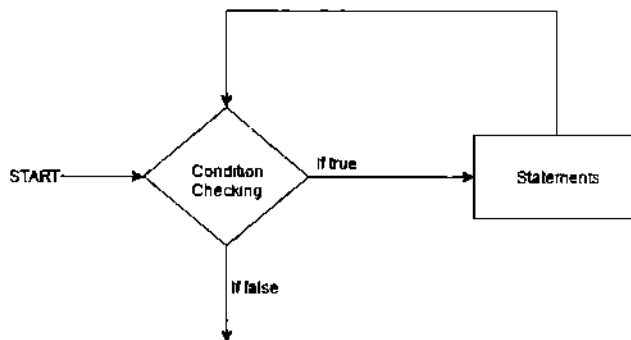 START
Condition
Checking
If true
Statements
If false